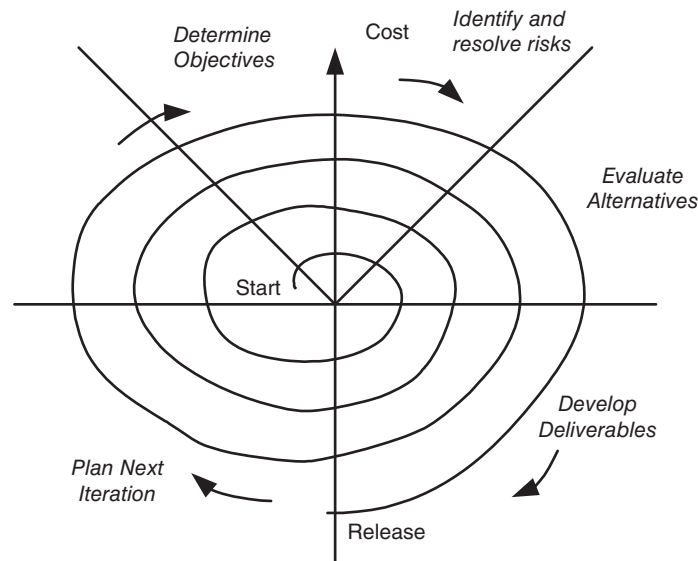 Determine
Objectives
Cost
Identify and
resolve risks
Evaluate
Alternatives
Start
Develop
Deliverables
Plan Next
Iteration
Release